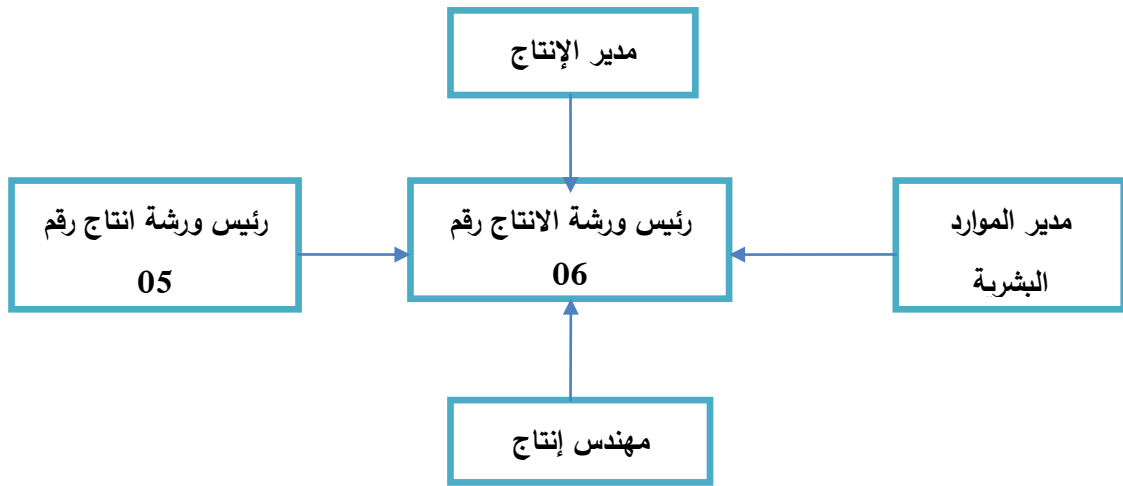 مدير الإنتاج
مدير الموارد
البشرية
رئيس ورشة الانتاج رقم
06
رئيس ورشة انتاج رقم
05
مهندس إنتاج